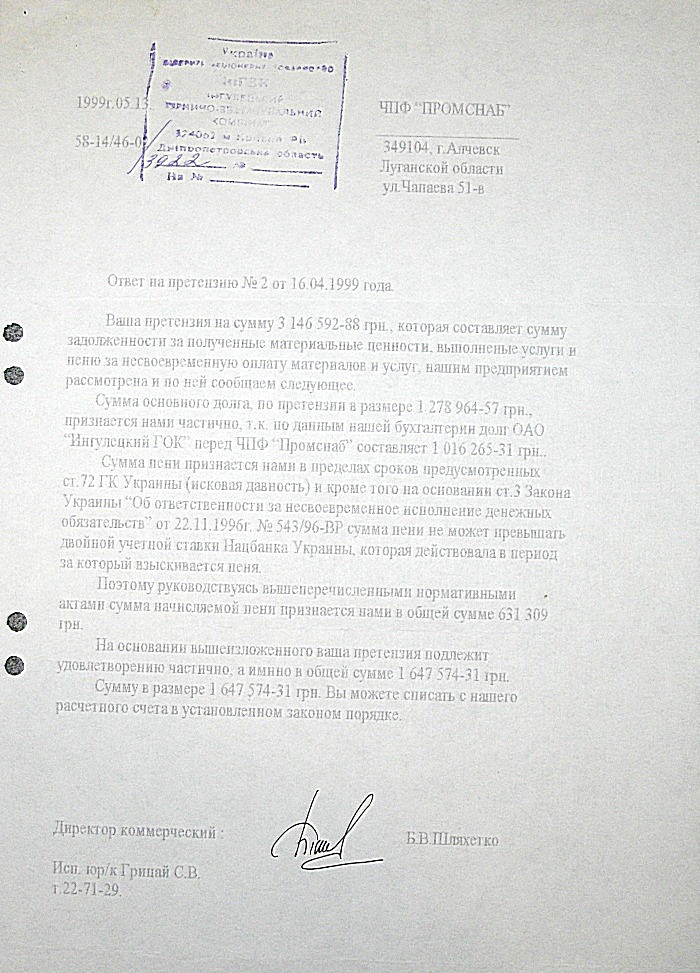 Україна
ІНГУЛЕЦЬКИЙ
КОМБІНАТ
Дніпропетровська область
3922 №
На №
1999г.05.13
58-14/46-0
ЧПФ “ПРОМСНАБ”
349104, г.Алчевск
Луганской области
ул.Чапаева 51-в
Ответ на претензию № 2 от 16.04.1999 года.
Ваша претензия на сумму 3 146 592-88 грн., которая составляет сумму
задолженности за полученные материальные ценности, выполненые услуги и
пеню за несвоевременную оплату материалов и услуг, нашим предприятием
рассмотрена и по ней сообщаем следующее.
Сумма основного долга, по претензии в размере 1 278 964-57 грн.,
признается нами частично, т.к. по данным нашей бухгалтерии долг ОАО
“Ингулецкий ГОК” перед ЧПФ “Промснаб” составляет 1 016 265-31 грн..
Сумма пени признается нами в пределах сроков предусмотренных
ст.72 ГК Украины (исковая давность) и кроме того на основании ст.3 Закона
Украины “Об ответственности за несвоевременное исполнение денежных
обязательств” от 22.11.1996г. № 543/96-ВР сумма пени не может превышать
двойной учетной ставки Нацбанка Украины, которая действовала в период
за который взыскивается пеня.
Поэтому руководствуясь вышеперечисленными нормативными
актами сумма начисляемой пени признается нами в общей сумме 631 309
грн.
На основании вышеизложенного ваша претензия подлежит
удовлетворению частично, а иминно в общей сумме 1 647 574-31 грн.
Сумму в размере 1 647 574-31 грн. Вы можете списать с нашего
расчетного счета в установленном законом порядке.
Директор коммерческий :
Б.В.Шляхетко
Исп. юр/к Грицай С.В.
т.22-71-29.